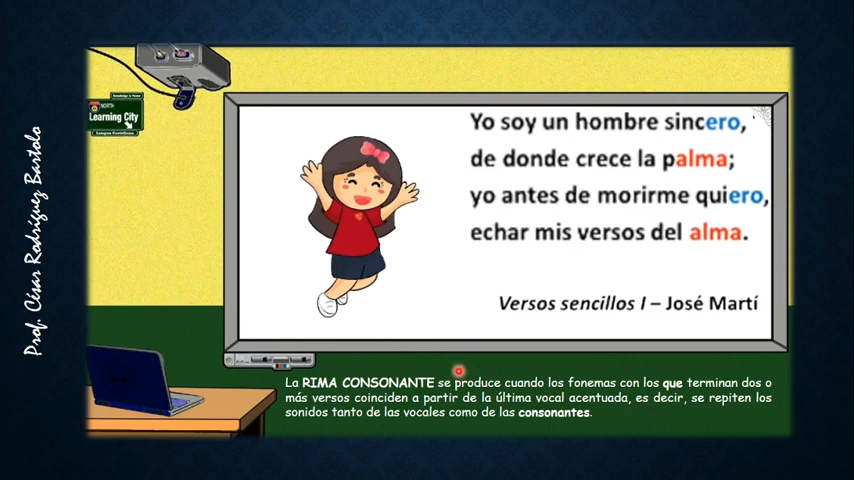 Prof. César Rodríguez Bartolo
NORTH
Learning City
Yo soy un hombre sincero,
de donde crece la palma;
yo antes de morirme quiero,
echar mis versos del alma.
Versos sencillos I – José Martí
La RIMA CONSONANTE se produce cuando los fonemas con los que terminan dos o
más versos coinciden a partir de la última vocal acentuada, es decir, se repiten los
sonidos tanto de las vocales como de las consonantes.